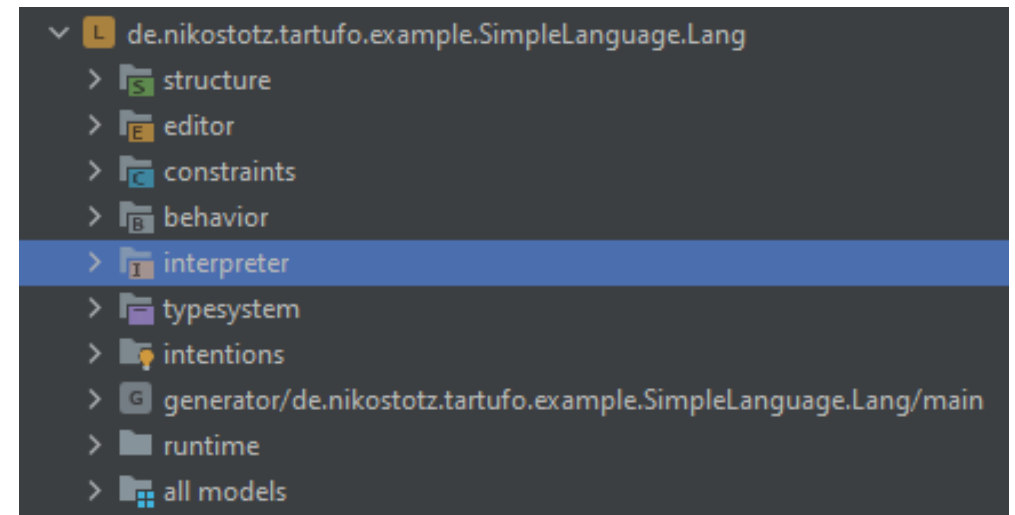 L de.nikostotz.tartufo.example.SimpleLanguage.Lang
S structure
E editor
C constraints
B behavior
I interpreter
typesystem
intentions
G generator/de.nikostotz.tartufo.example.SimpleLanguage.Lang/main
runtime
all models